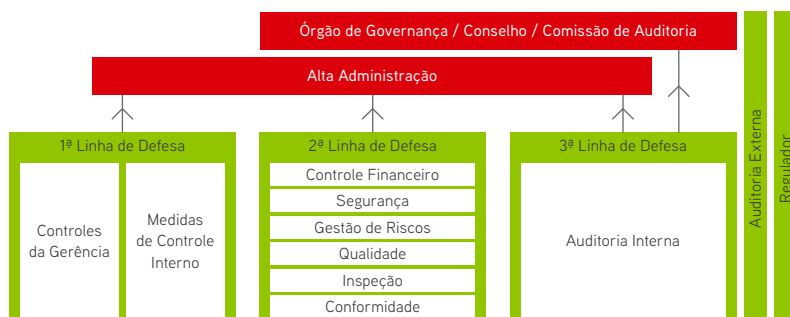 Órgão de Governança / Conselho / Comissão de Auditoria
Alta Administração
1ª Linha de Defesa
Controles
da Gerência
Medidas
de Controle
Interno
2ª Linha de Defesa
Controle Financeiro
Segurança
Gestão de Riscos
Qualidade
Inspeção
Conformidade
3ª Linha de Defesa
Auditoria Interna
Auditoria Externa
Regulador